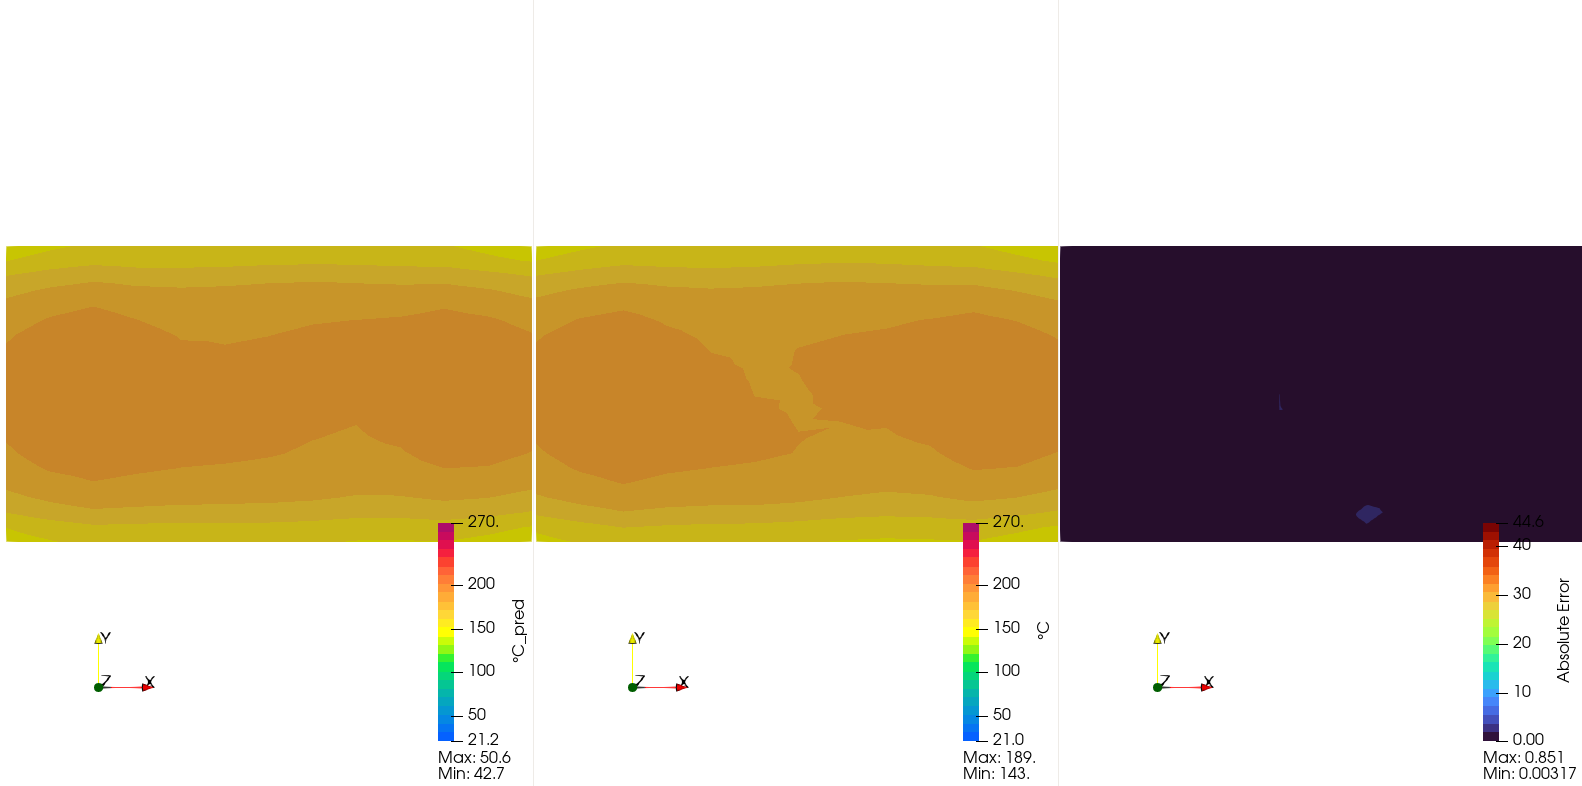 270.
200
150
100
50
21.2
°C_pred
Max: 50.6
Min: 42.7
Y
Z
X
270.
200
150
100
50
21.0
°C
Max: 189.
Min: 143.
Y
Z
X
44.6
40
30
20
10
0.00
Absolute Error
Max: 0.851
Min: 0.00317
Y
Z
X